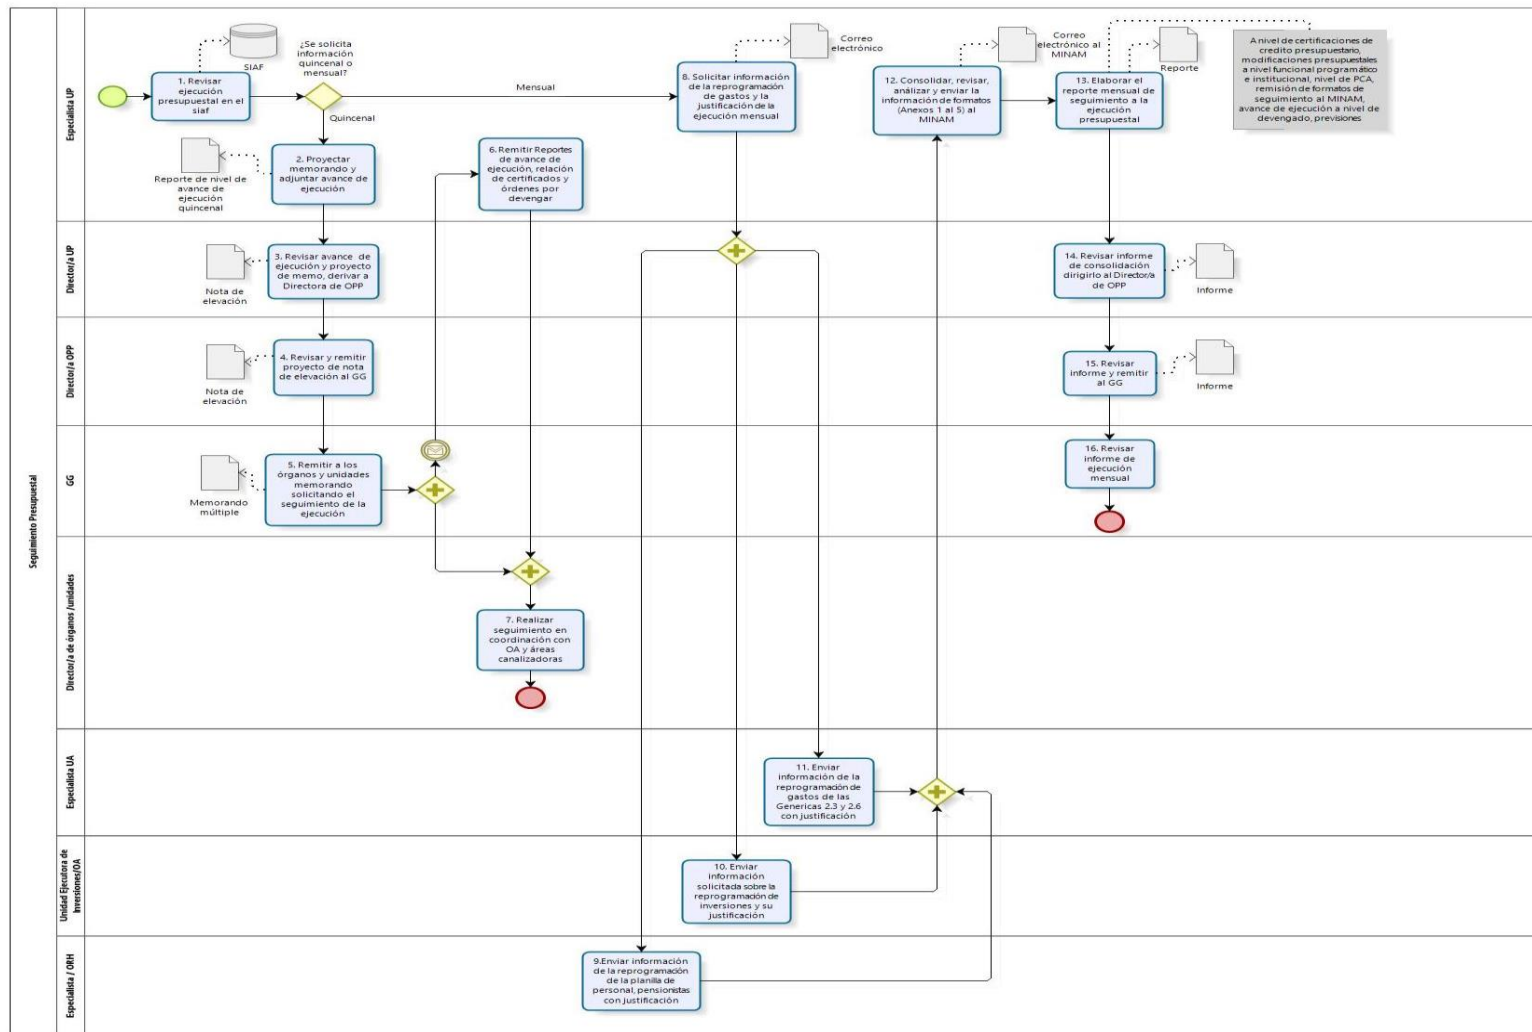 Seguimiento Presupuestal
Especialista UP
SIAF
¿Se solicita
información
quincenal o
mensual?
1. Revisar
ejecución
presupuestal en el
siaf
Mensual
Quincenal
Reporte de nivel de
avance de
ejecución
quincenal
2. Proyectar
memorando y
adjuntar avance de
ejecución
6. Remitir Reportes
de avance de
ejecución, relación
de certificados y
órdenes por
devengar
Correo
electrónico
8. Solicitar información
de la reprogramación
de gastos y la
justificación de la
ejecución mensual
Correo
electrónico al
MINAM
12. Consolidar, revisar,
análizar y enviar la
información de formatos
(Anexos 1 al 5) al
MINAM
Reporte
13. Elaborar el
reporte mensual de
seguimiento a la
ejecución
presupuestal
A nivel de certificaciones de
credito presupuestario,
modificaciones presupuestales
a nivel funcional programático
e institucional, nivel de PCA,
remisión de formatos de
seguimiento al MINAM,
avance de ejecución a nivel de
devengado, previsiones
Director/a UP
Nota de
elevación
3. Revisar avance de
ejecución y proyecto
de memo, derivar a
Directora de OPP
14. Revisar informe
de consolidación
dirigirlo al Director/a
de OPP
Informe
Director/a OPP
Nota de
elevación
4. Revisar y remitir
proyecto de nota
de elevación al GG
15. Revisar
informe y remitir
al GG
Informe
GG
Memorando
múltiple
5. Remitir a los
órganos y unidades
memorando
solicitando el
seguimiento de la
ejecución
16. Revisar
informe de
ejecución
mensual
Director/a de órganos /unidades
7. Realizar
seguimiento en
coordinación con
OA y áreas
canalizadoras
Especialista UA
11. Enviar
información de la
reprogramación de
gastos de las
Genericas 2.3 y 2.6
con justificación
Unidad Ejecutora de
Inversiones/OA
10. Enviar
información
solicitada sobre la
reprogramación de
inversiones y su
justificación
Especialista / ORH
9.Enviar información
de la reprogramación
de la planilla de
personal, pensionistas
con justificación